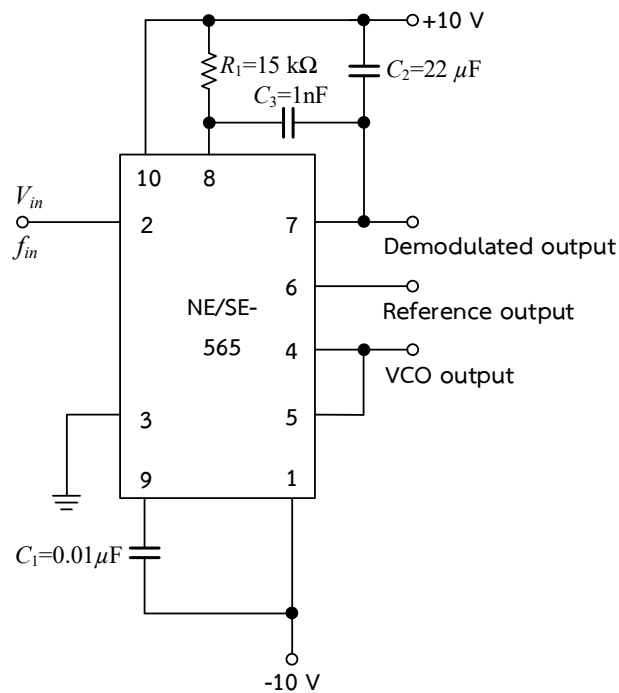 +10 V
R1=15 kΩ
C2=22 µF
C3=1nF
10
8
Vin
fin
2
7
Demodulated output
6
Reference output
NE/SE-
565
4
VCO output
5
3
9
1
C1=0.01µF
-10 V